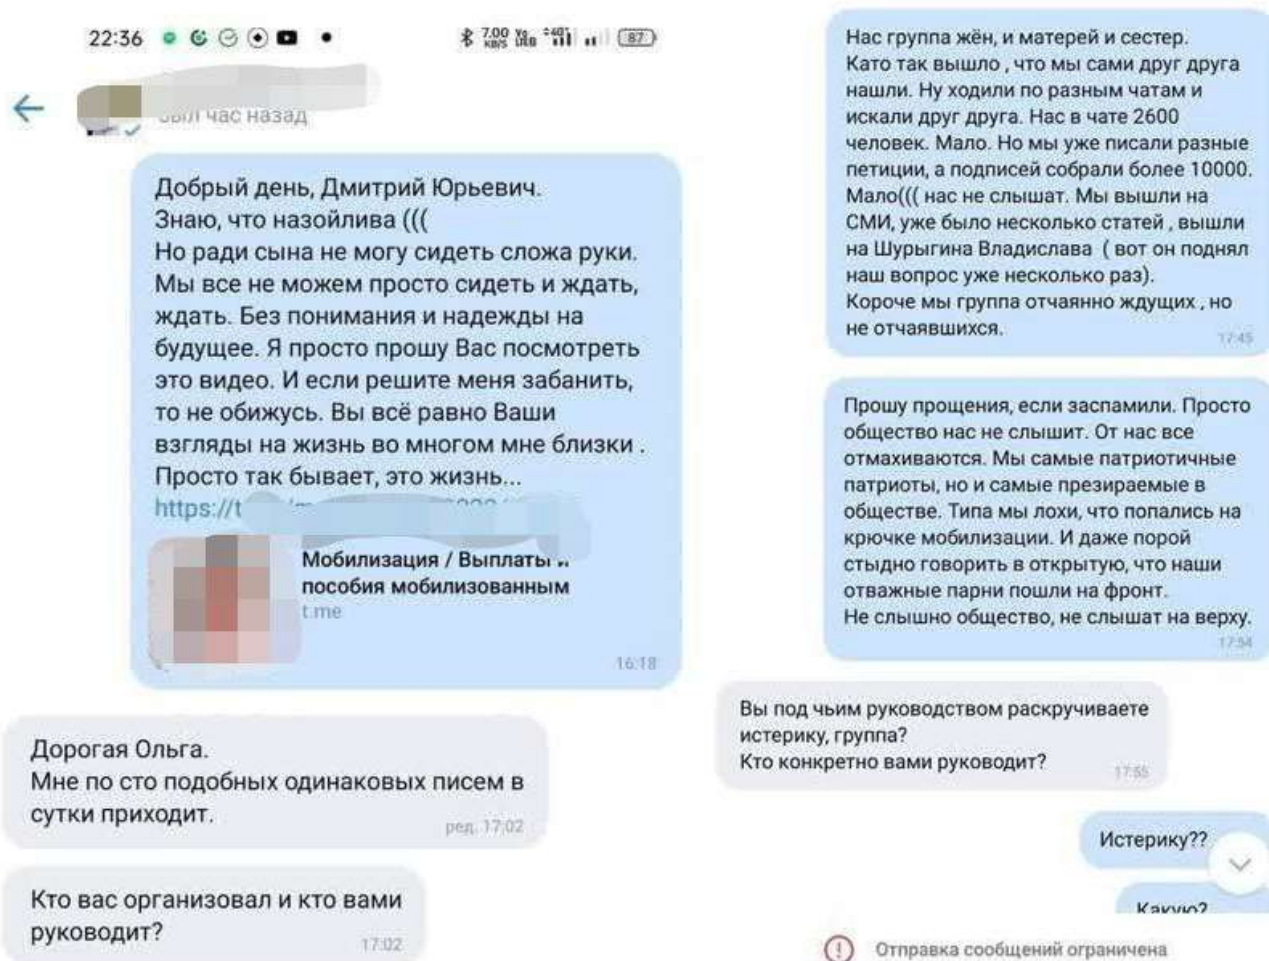 22:36
7.00
KB/S
87
был час назад
Добрый день, Дмитрий Юрьевич.
Знаю, что назойлива (((
Но ради сына не могу сидеть сложа руки.
Мы все не можем просто сидеть и ждать,
ждать. Без понимания и надежды на
будущее. Я просто прошу Вас посмотреть
это видео. И если решите меня забанить,
то не обижусь. Вы всё равно Ваши
взгляды на жизнь во многом мне близки .
Просто так бывает, это жизнь...
https://t
Мобилизация / Выплаты и
пособия мобилизованным
t.me
16:18
Дорогая Ольга.
Мне по сто подобных одинаковых писем в
сутки приходит.
ред. 17:02
Кто вас организовал и кто вами
руководит?
17:02
Нас группа жён, и матерей и сестер.
Като так вышло , что мы сами друг друга
нашли. Ну ходили по разным чатам и
искали друг друга. Нас в чате 2600
человек. Мало. Но мы уже писали разные
петиции, а подписей собрали более 10000.
Мало((( нас не слышат. Мы вышли на
СМИ, уже было несколько статей , вышли
на Шурыгина Владислава ( вот он поднял
наш вопрос уже несколько раз).
Короче мы группа отчаянно ждущих , но
не отчаявшихся.
17:45
Прошу прощения, если заспамили. Просто
общество нас не слышит. От нас все
отмахиваются. Мы самые патриотичные
патриоты, но и самые презираемые в
обществе. Типа мы лохи, что попались на
крючке мобилизации. И даже порой
стыдно говорить в открытую, что наши
отважные парни пошли на фронт.
Не слышно общество, не слышат на верху.
17:54
Вы под чьим руководством раскручиваете
истерику, группа?
Кто конкретно вами руководит?
17:55
Истерику??
Какую?
Отправка сообщений ограничена